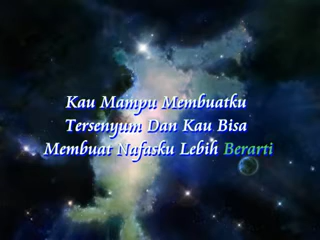 Kau Mampu Membuatku
Tersenyum Dan Kau Bisa
Membuat Nafasku Lebih Berarti